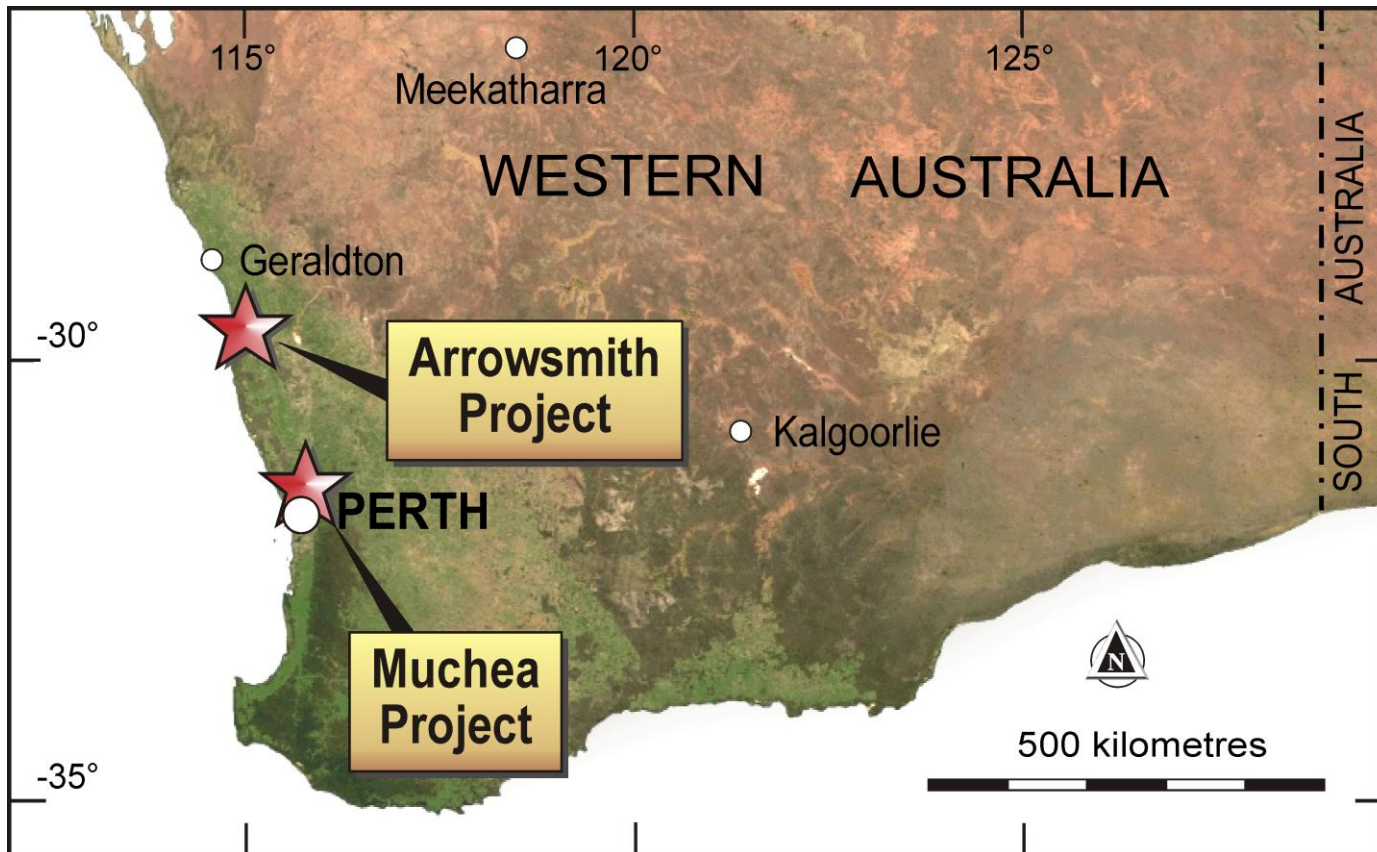 115°
120°
125°
Meekatharra
WESTERN AUSTRALIA
SOUTH AUSTRALIA
Geraldton
-30°
Arrowsmith
Project
Kalgoorlie
PERTH
Muchea
Project
N
500 kilometres
-35°